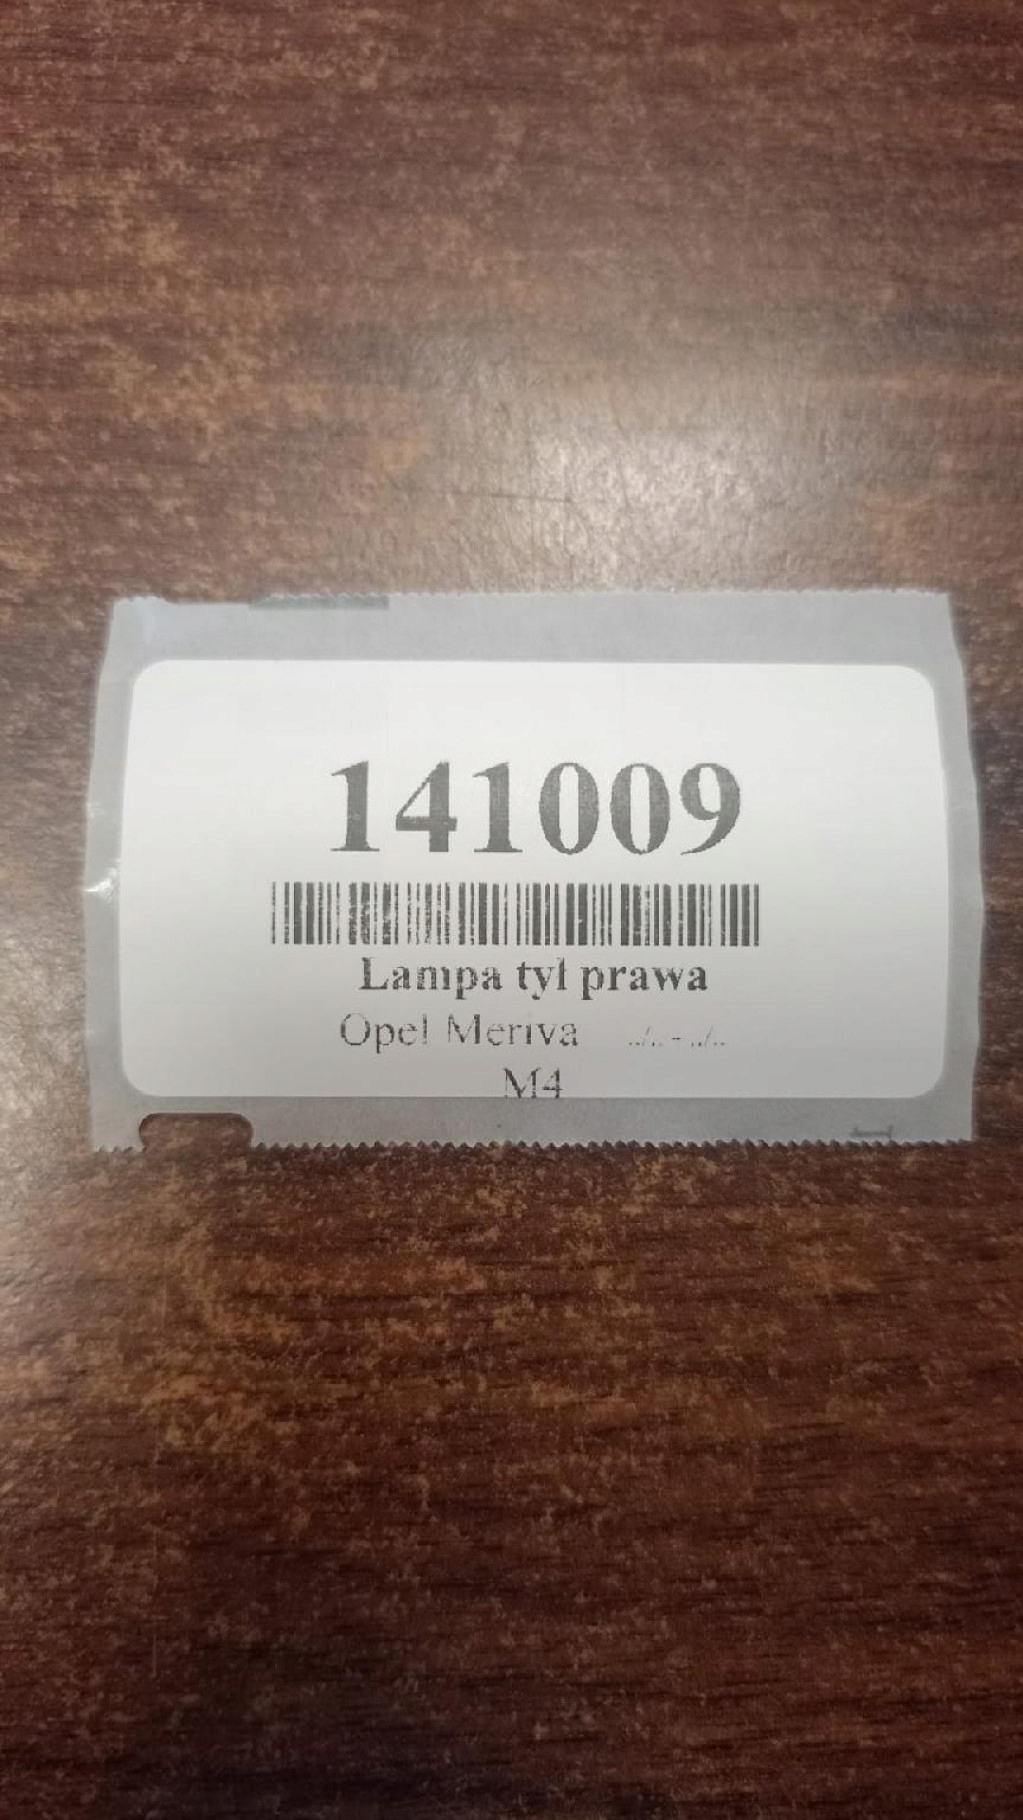 141009
Lampa tył prawa
Opel Meriva ../.. - ../..
M4